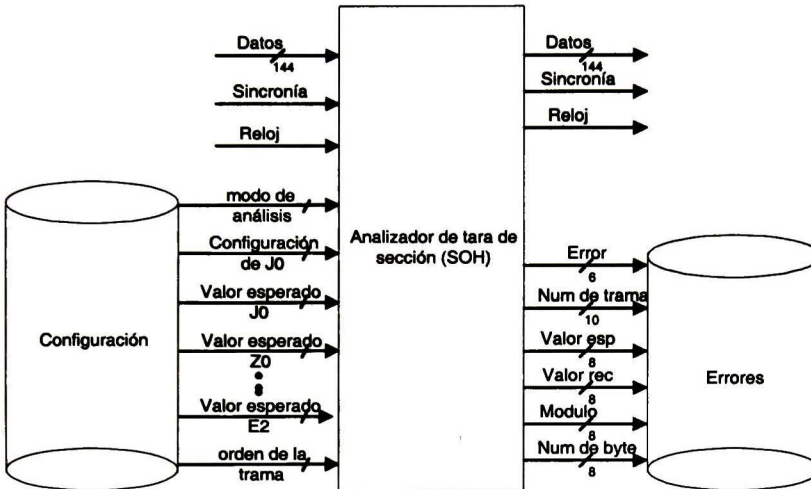 Datos
144
Sincronía
Reloj
modo de
análisis
Configuración
de J0
Valor esperado
J0
Valor esperado
Z0
Valor esperado
E2
orden de la
trama
Configuración
Analizador de tara de
sección (SOH)
Datos
144
Sincronía
Reloj
Error
6
Num de trama
10
Valor esp
8
Valor rec
8
Modulo
8
Num de byte
8
Errores